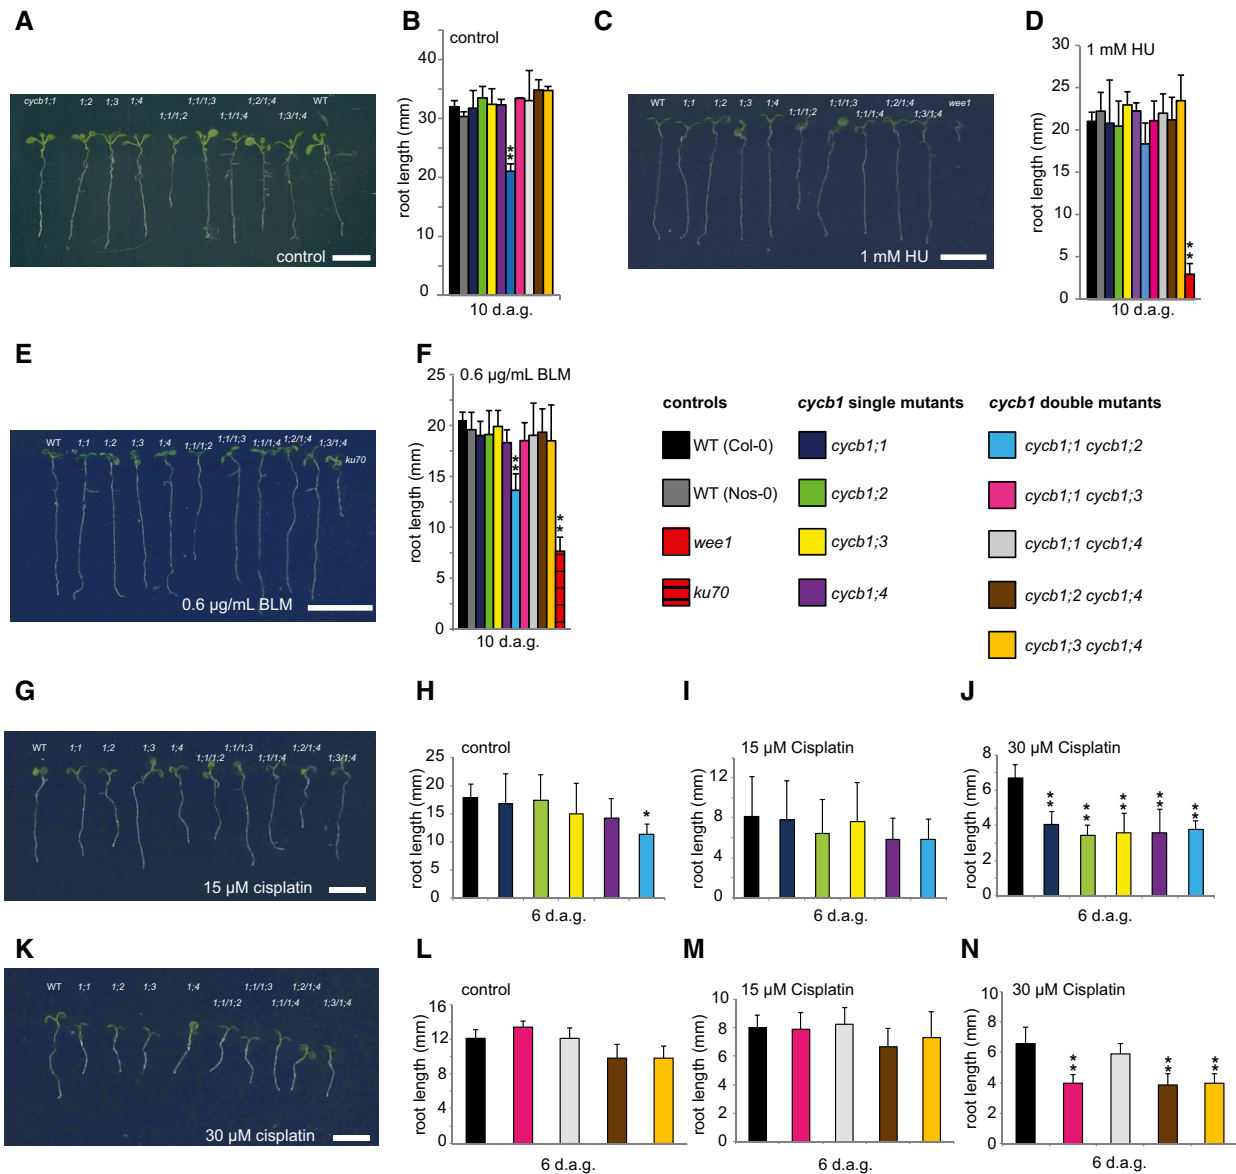 A
cycb1;1 1;2 1;3 1;4 1;1/1;2 1;1/1;3 1;1/1;4 1;2/1;4 1;3/1;4 WT
control
B
control
root length (mm)
40
30
20
10
0
**
10 d.a.g.
C
WT 1;1 1;2 1;3 1;4 1;1/1;2 1;1/1;3 1;1/1;4 1;2/1;4 1;3/1;4 wee1
1 mM HU
D
1 mM HU
root length (mm)
30
25
20
15
10
5
0
**
10 d.a.g.
E
WT 1;1 1;2 1;3 1;4 1;1/1;2 1;1/1;3 1;1/1;4 1;2/1;4 1;3/1;4 ku70
0.6 µg/mL BLM
F
0.6 µg/mL BLM
root length (mm)
25
20
15
10
5
0
**
**
10 d.a.g.
controls
WT (Col-0)
WT (Nos-0)
wee1
ku70
cycb1 single mutants
cycb1;1
cycb1;2
cycb1;3
cycb1;4
cycb1 double mutants
cycb1;1 cycb1;2
cycb1;1 cycb1;3
cycb1;1 cycb1;4
cycb1;2 cycb1;4
cycb1;3 cycb1;4
G
WT 1;1 1;2 1;3 1;4 1;1/1;2 1;1/1;3 1;1/1;4 1;2/1;4 1;3/1;4
15 µM cisplatin
H
control
root length (mm)
25
20
15
10
5
0
*
6 d.a.g.
I
15 µM Cisplatin
root length (mm)
12
8
4
0
6 d.a.g.
J
30 µM Cisplatin
root length (mm)
8
6
4
2
0
** ** ** ** **
6 d.a.g.
K
WT 1;1 1;2 1;3 1;4 1;1/1;2 1;1/1;3 1;1/1;4 1;2/1;4 1;3/1;4
30 µM cisplatin
L
control
root length (mm)
16
12
8
4
0
6 d.a.g.
M
15 µM Cisplatin
root length (mm)
10
8
6
4
2
0
6 d.a.g.
N
30 µM Cisplatin
root length (mm)
10
8
6
4
2
0
** ** **
6 d.a.g.